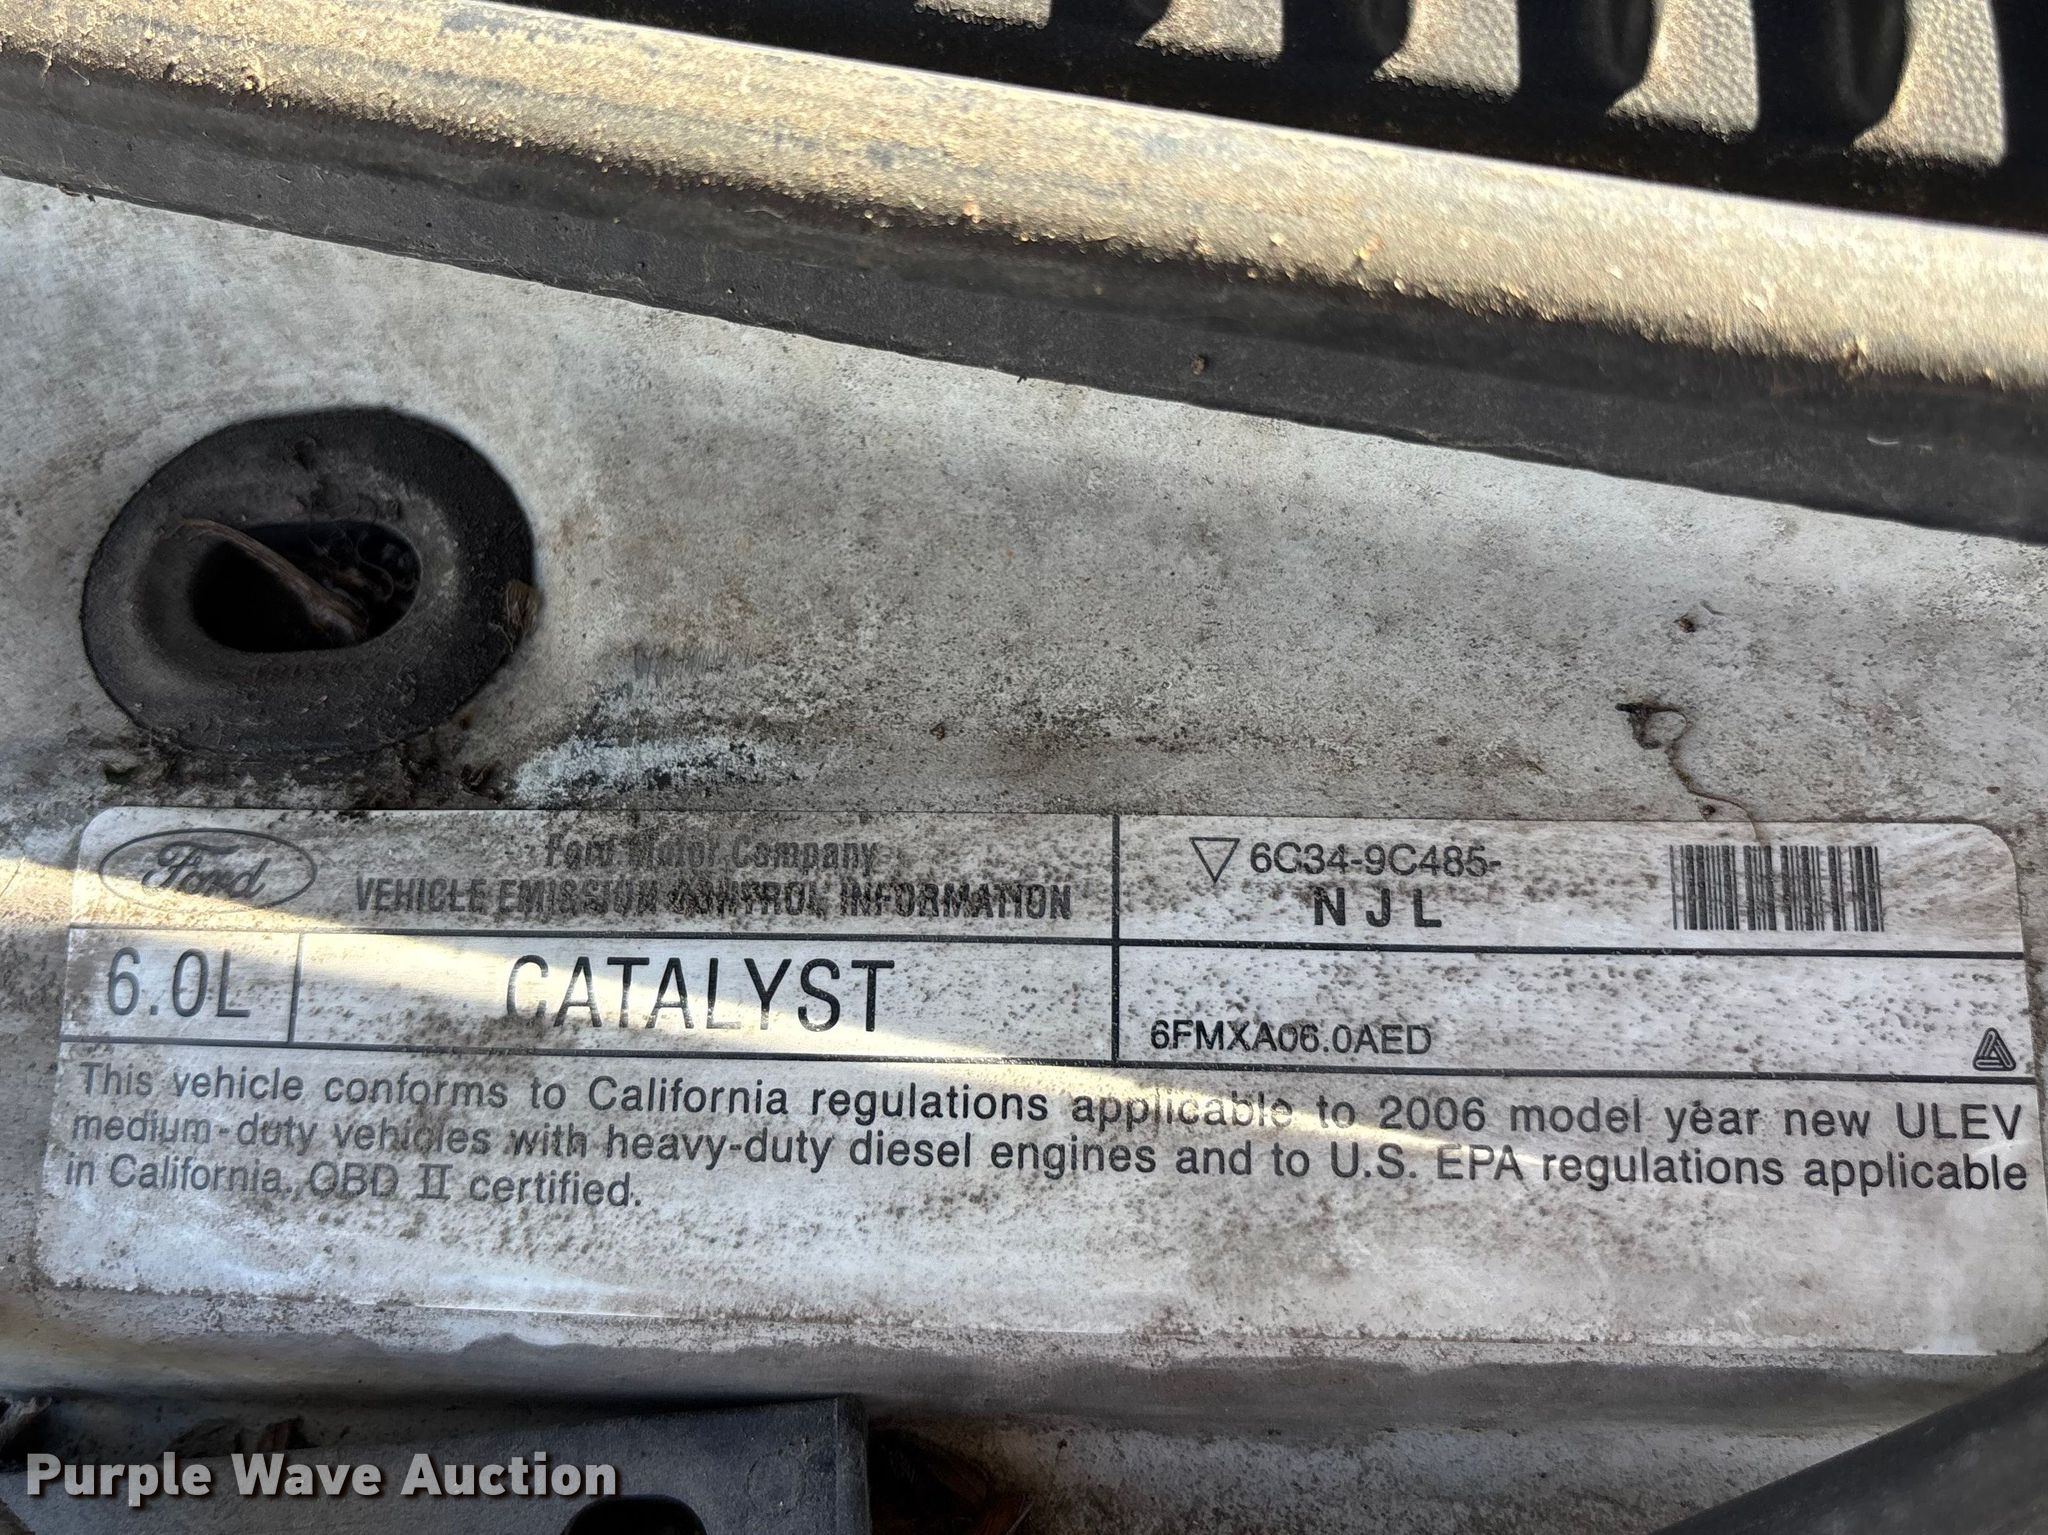 Ford
Ford Motor Company
VEHICLE EMISSION CONTROL INFORMATION
6C34-9C485-
NJL
6.0L
CATALYST
6FMXA06.0AED
This vehicle conforms to California regulations applicable to 2006 model year new ULEV
medium-duty vehicles with heavy-duty diesel engines and to U.S. EPA regulations applicable
in California. OBD II certified.
Purple Wave Auction